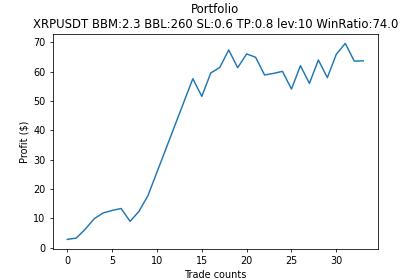 Portfolio
XRPUSDT BBM:2.3 BBL:260 SL:0.6 TP:0.8 lev:10 WinRatio:74.0
70
60
50
40
30
20
10
0
Profit ($)
0 5 10 15 20 25 30
Trade counts